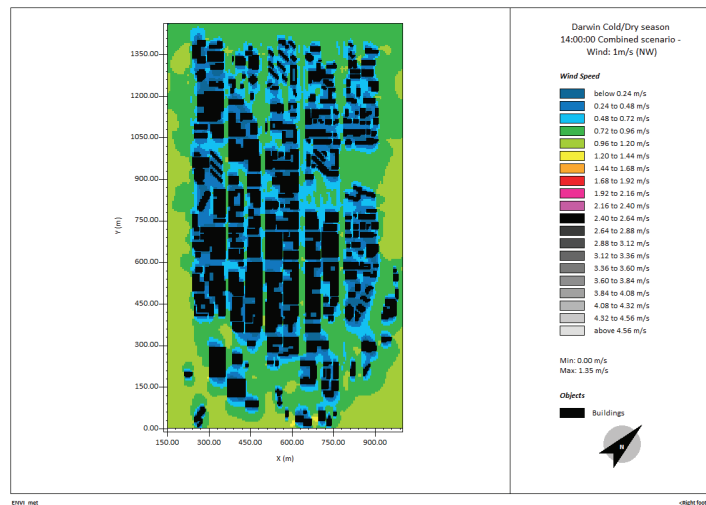 Darwin Cold/Dry season
14:00:00 Combined scenario -
Wind: 1m/s (NW)
Wind Speed
below 0.24 m/s
0.24 to 0.48 m/s
0.48 to 0.72 m/s
0.72 to 0.96 m/s
0.96 to 1.20 m/s
1.20 to 1.44 m/s
1.44 to 1.68 m/s
1.68 to 1.92 m/s
1.92 to 2.16 m/s
2.16 to 2.40 m/s
2.40 to 2.64 m/s
2.64 to 2.88 m/s
2.88 to 3.12 m/s
3.12 to 3.36 m/s
3.36 to 3.60 m/s
3.60 to 3.84 m/s
3.84 to 4.08 m/s
4.08 to 4.32 m/s
4.32 to 4.56 m/s
above 4.56 m/s
Min: 0.00 m/s
Max: 1.35 m/s
Objects
Buildings
N
1350.00
1200.00
1050.00
900.00
750.00
600.00
450.00
300.00
150.00
0.00
Y (m)
150.00 300.00 450.00 600.00 750.00 900.00
X (m)
ENVI_met
<Right foot